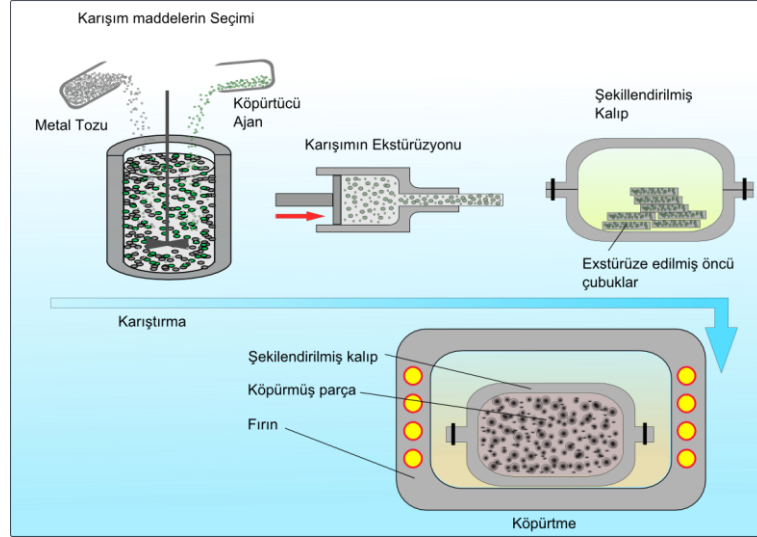 Karışım maddelerin Seçimi
Metal Tozu
Köpürtücü
Ajan
Karışımın Ekstürüzyonu
Şekillendirilmiş
Kalıp
Exstürüze edilmiş öncü
çubuklar
Karıştırma
Şekilendirilmiş kalıp
Köpürmüş parça
Fırın
Köpürtme